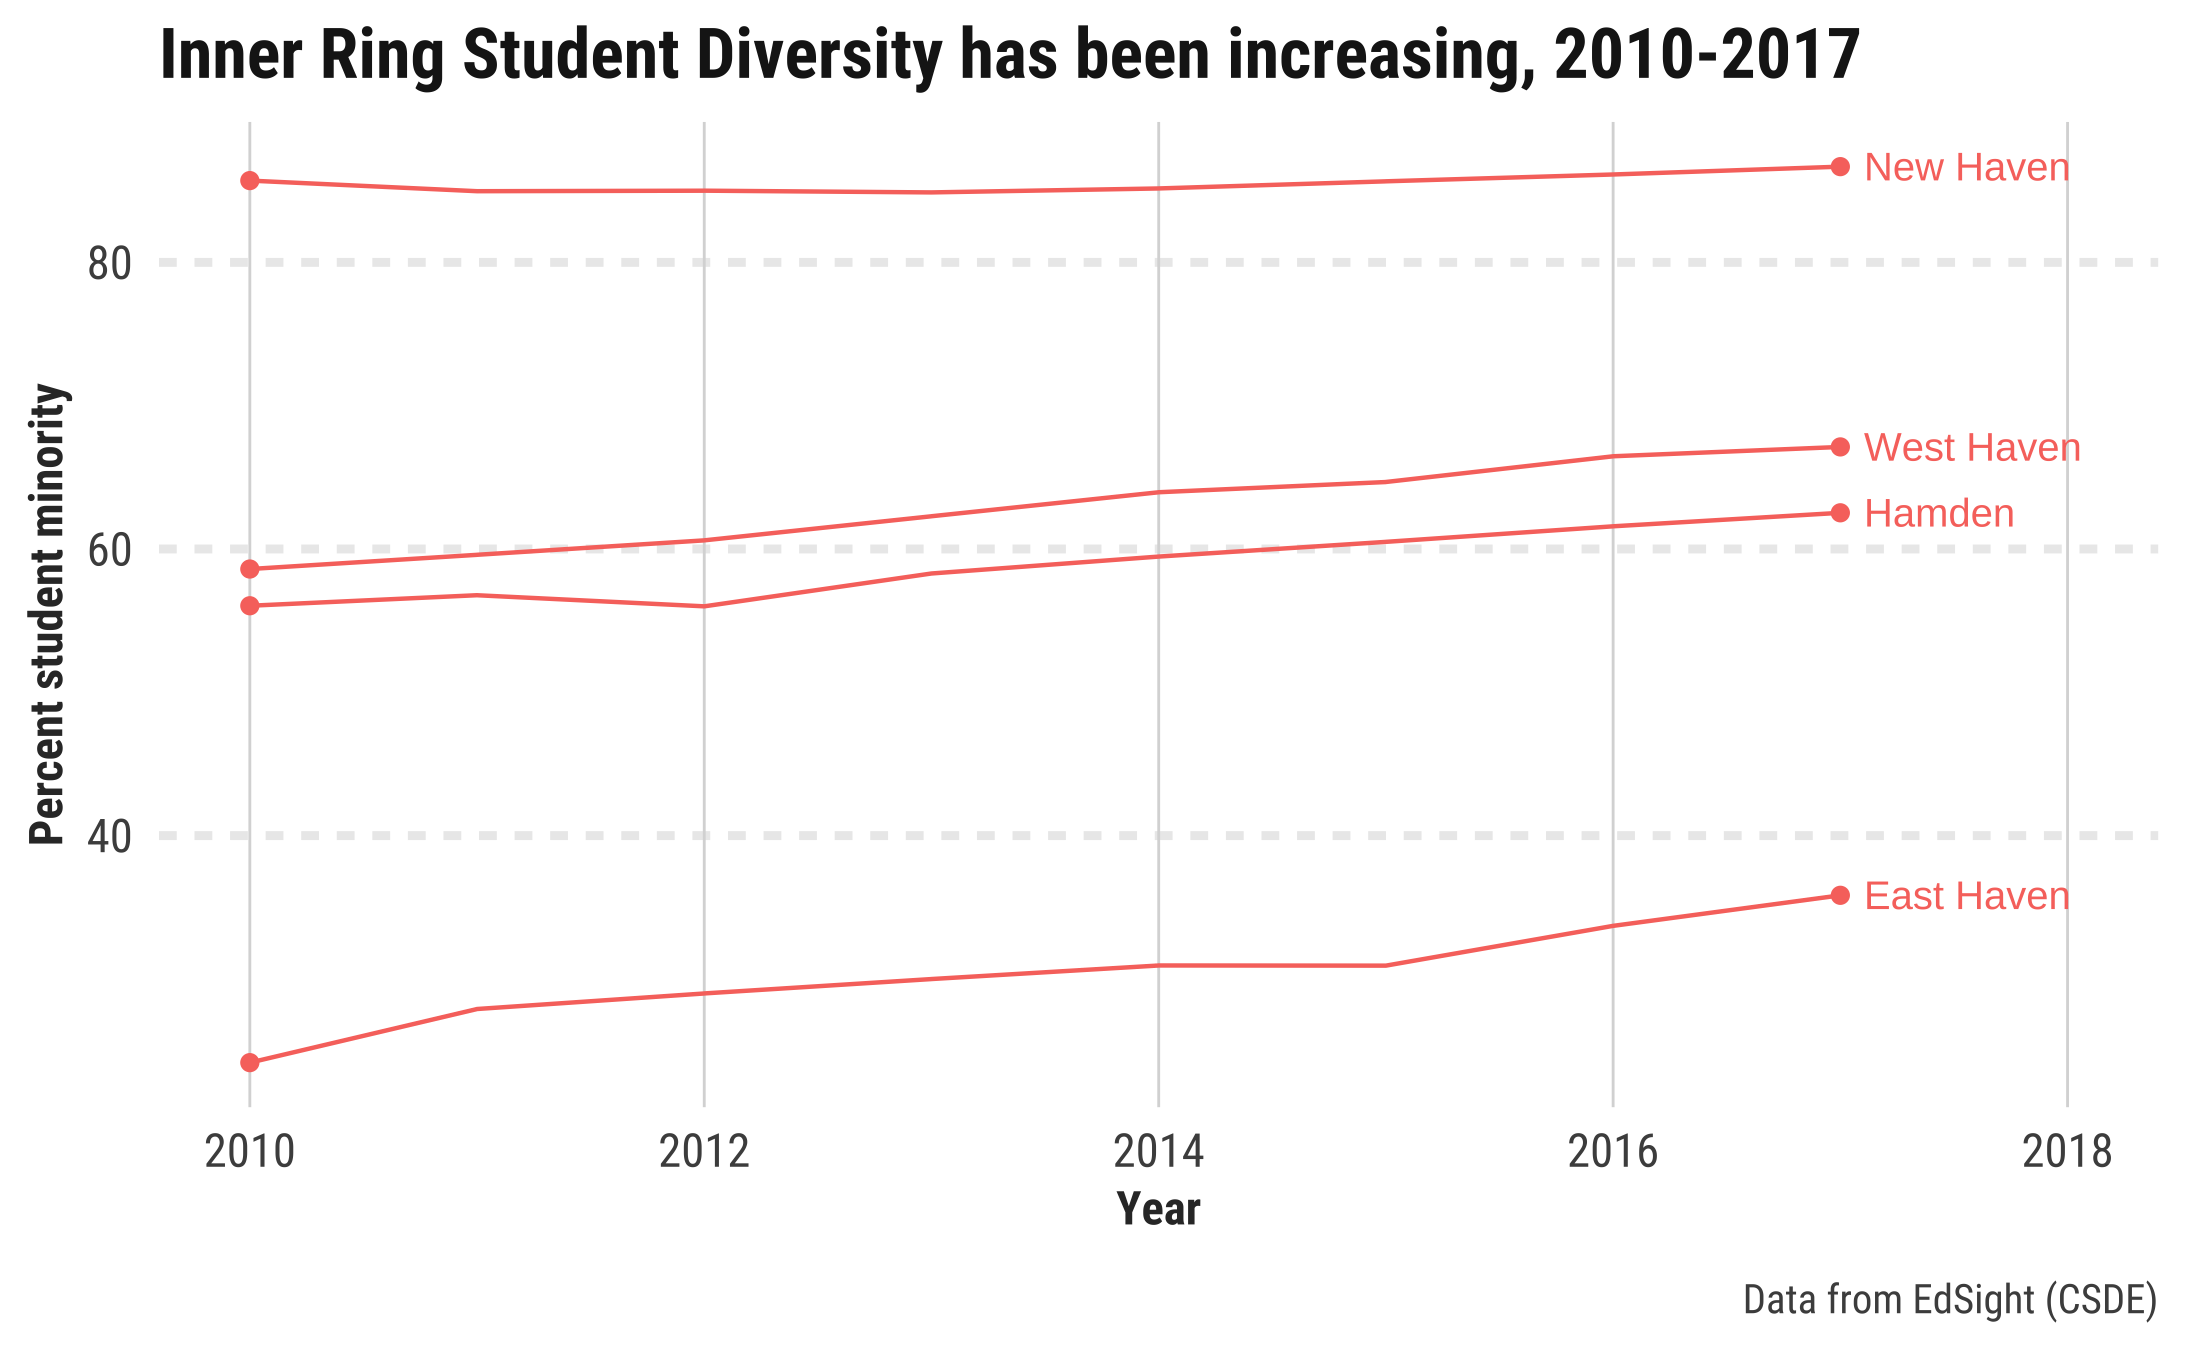 Inner Ring Student Diversity has been increasing, 2010-2017
Percent student minority
80
60
40
New Haven
West Haven
Hamden
East Haven
2010
2012
2014
2016
2018
Year
Data from EdSight (CSDE)